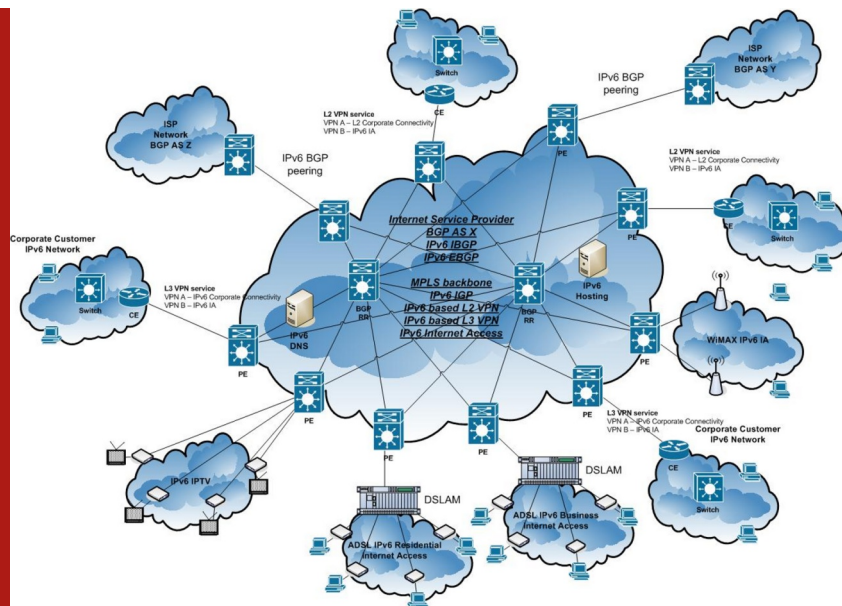 Switch
CE
ISP
Network
BGP AS Y
IPv6 BGP
peering
PE
L2 VPN service
VPN A – L2 Corporate Connectivity
VPN B – IPv6 IA
ISP
Network
BGP AS Z
IPv6 BGP
peering
L2 VPN service
VPN A – L2 Corporate Connectivity
VPN B – IPv6 IA
CE
Switch
PE
Internet Service Provider
BGP AS X
IPv6 IBGP
IPv6 EBGP
MPLS backbone
IPv6 IGP
IPv6 based L2 VPN
IPv6 based L3 VPN
IPv6 Internet Access
BGP
RR
BGP
RR
IPv6
Hosting
IPv6
DNS
Corporate Customer
IPv6 Network
Switch
CE
L3 VPN service
VPN A – IPv6 Corporate Connectivity
VPN B – IPv6 IA
PE
PE
WiMAX IPv6 IA
PE
PE
L3 VPN service
VPN A – IPv6 Corporate Connectivity
VPN B – IPv6 IA
Corporate Customer
IPv6 Network
CE
Switch
PE
PE
IPv6 IPTV
DSLAM
ADSL IPv6 Residential
Internet Access
DSLAM
ADSL IPv6 Business
Internet Access